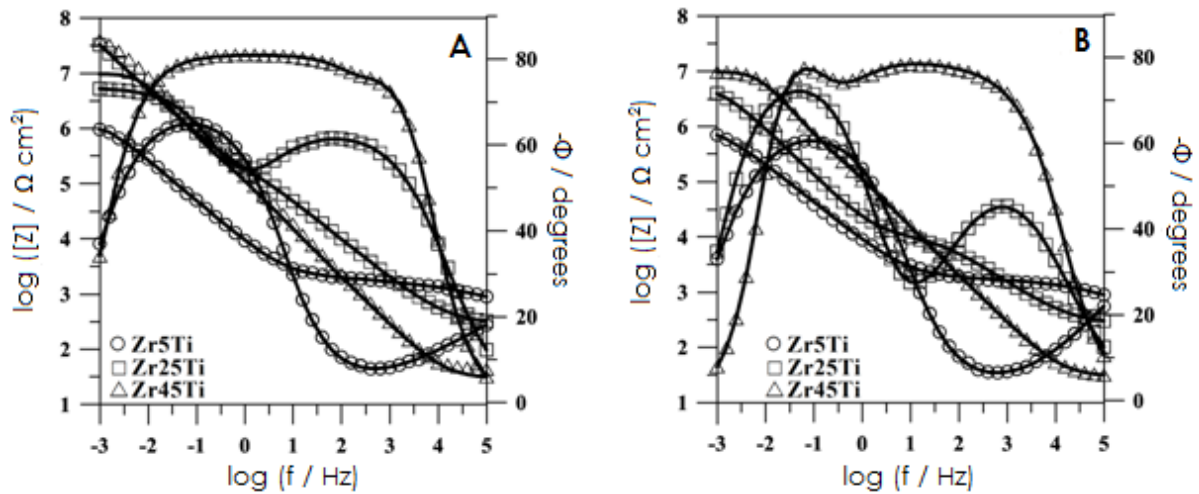 A
8
7
6
5
4
3
2
1
log ([Z] / Ω cm²)
80
60
40
20
0
-Φ / degrees
Zr5Ti
Zr25Ti
Zr45Ti
-3 -2 -1 0 1 2 3 4 5
log (f / Hz)
B
8
7
6
5
4
3
2
1
log ([Z] / Ω cm²)
80
60
40
20
0
-Φ / degrees
Zr5Ti
Zr25Ti
Zr45Ti
-3 -2 -1 0 1 2 3 4 5
log (f / Hz)